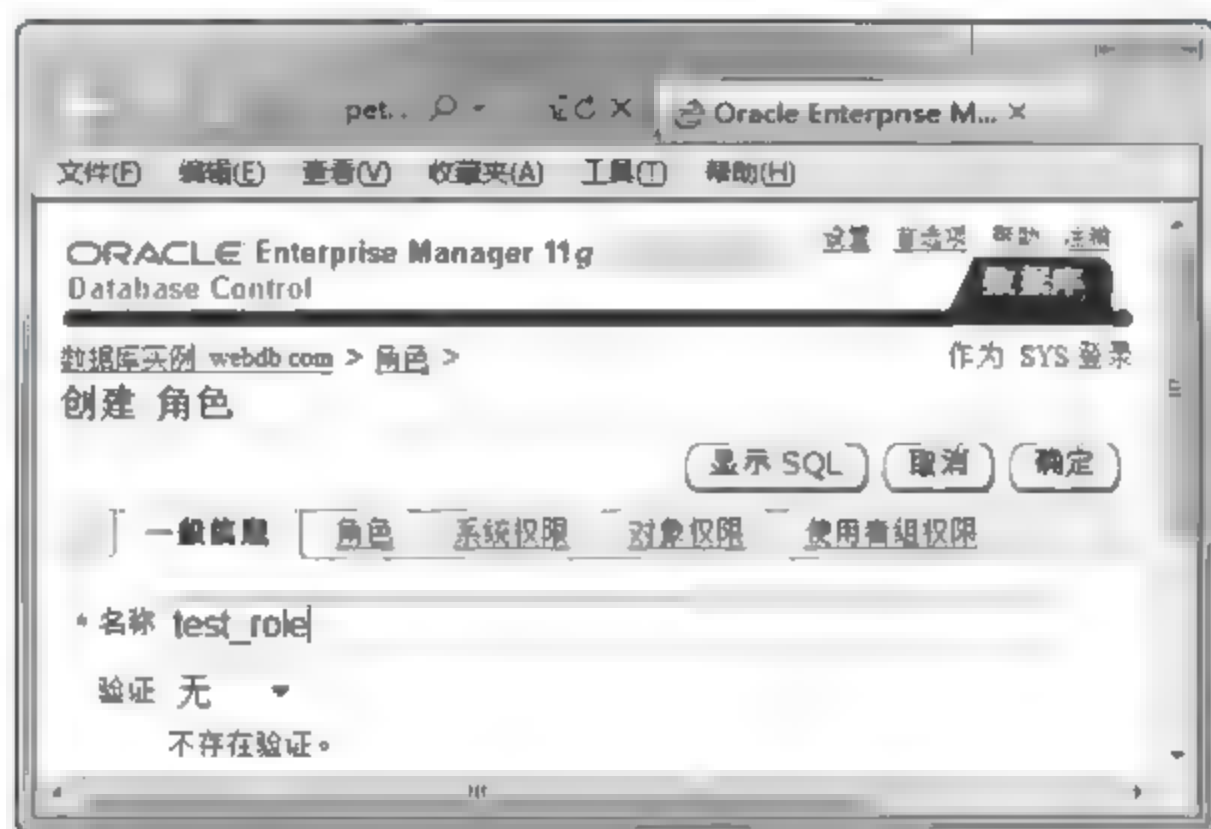 pet.. Oracle Enterprise M... ×
文件(F) 编辑(E) 查看(V) 收藏夹(A) 工具(T) 帮助(H)
ORACLE Enterprise Manager 11g
设置 首选项 帮助 注销
Database Control
数据库
数据库实例 webdb com > 角色 >
作为 SYS 登录
创建 角色
显示 SQL 取消 确定
一般信息 角色 系统权限 对象权限 使用者组权限
* 名称 test_role
验证 无
不存在验证。